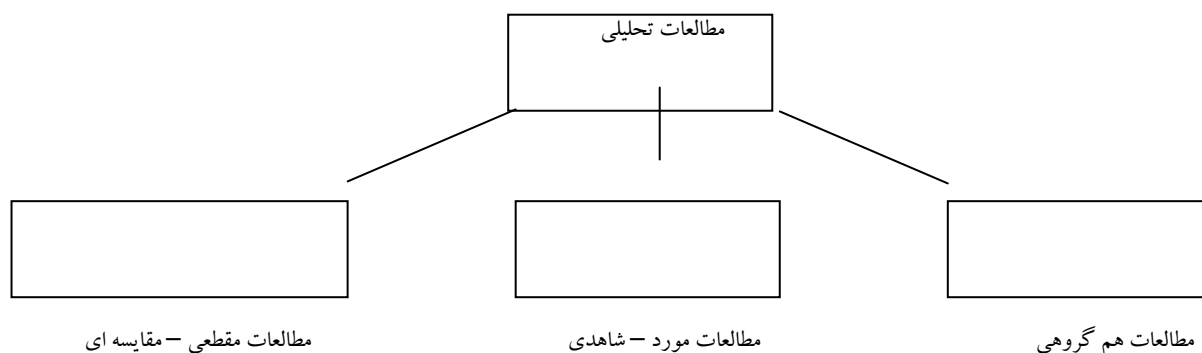 مطالعات تحلیلی
مطالعات هم گروهی
مطالعات مورد – شاهدی
مطالعات مقطعی – مقایسه ای